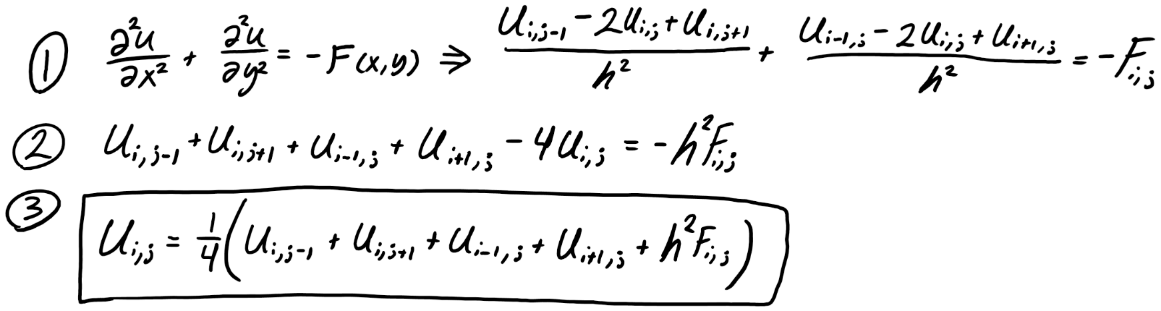 ① ∂²u/∂x² + ∂²u/∂y² = -F(x,y) ⇒ (U_{i,j-1} - 2U_{i,j} + U_{i,j+1})/h² + (U_{i-1,j} - 2U_{i,j} + U_{i+1,j})/h² = -F_{i,j}
② U_{i,j-1} + U_{i,j+1} + U_{i-1,j} + U_{i+1,j} - 4U_{i,j} = -h²F_{i,j}
③ U_{i,j} = 1/4(U_{i,j-1} + U_{i,j+1} + U_{i-1,j} + U_{i+1,j} + h²F_{i,j})